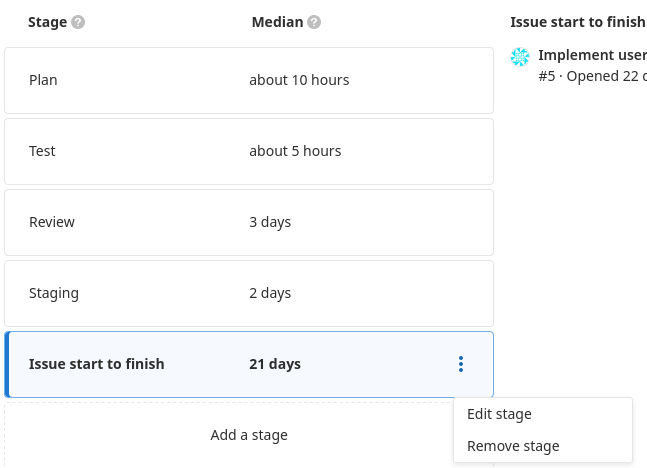 Stage Median Issue start to finish
Implement user
Plan about 10 hours #5 · Opened 22
Test about 5 hours
Review 3 days
Staging 2 days
Issue start to finish 21 days
Edit stage
Add a stage
Remove stage